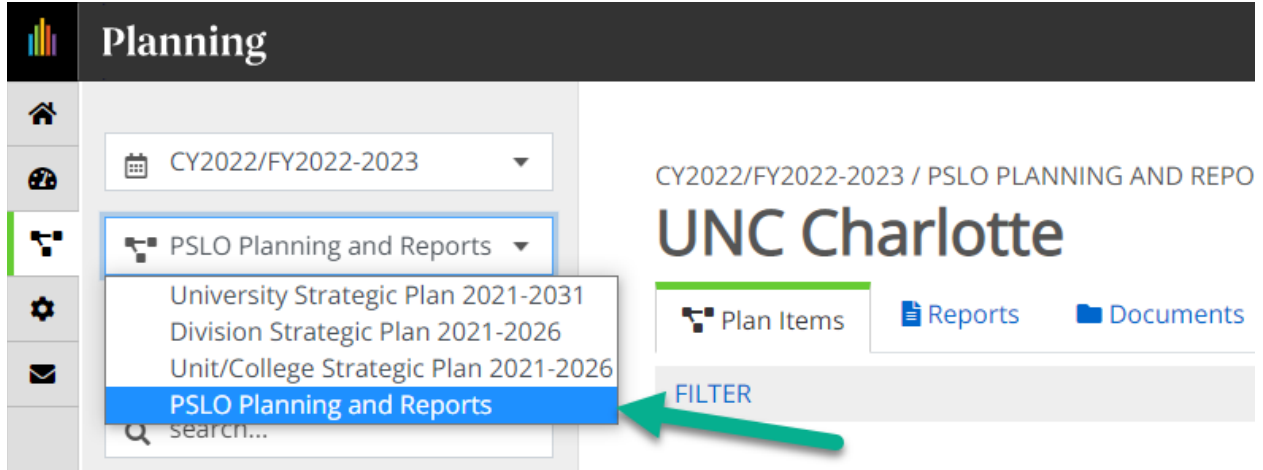 Planning
CY2022/FY2022-2023
PSLO Planning and Reports
University Strategic Plan 2021-2031
Division Strategic Plan 2021-2026
Unit/College Strategic Plan 2021-2026
PSLO Planning and Reports
search...
CY2022/FY2022-2023 / PSLO PLANNING AND REPO
UNC Charlotte
Plan Items
Reports
Documents
FILTER